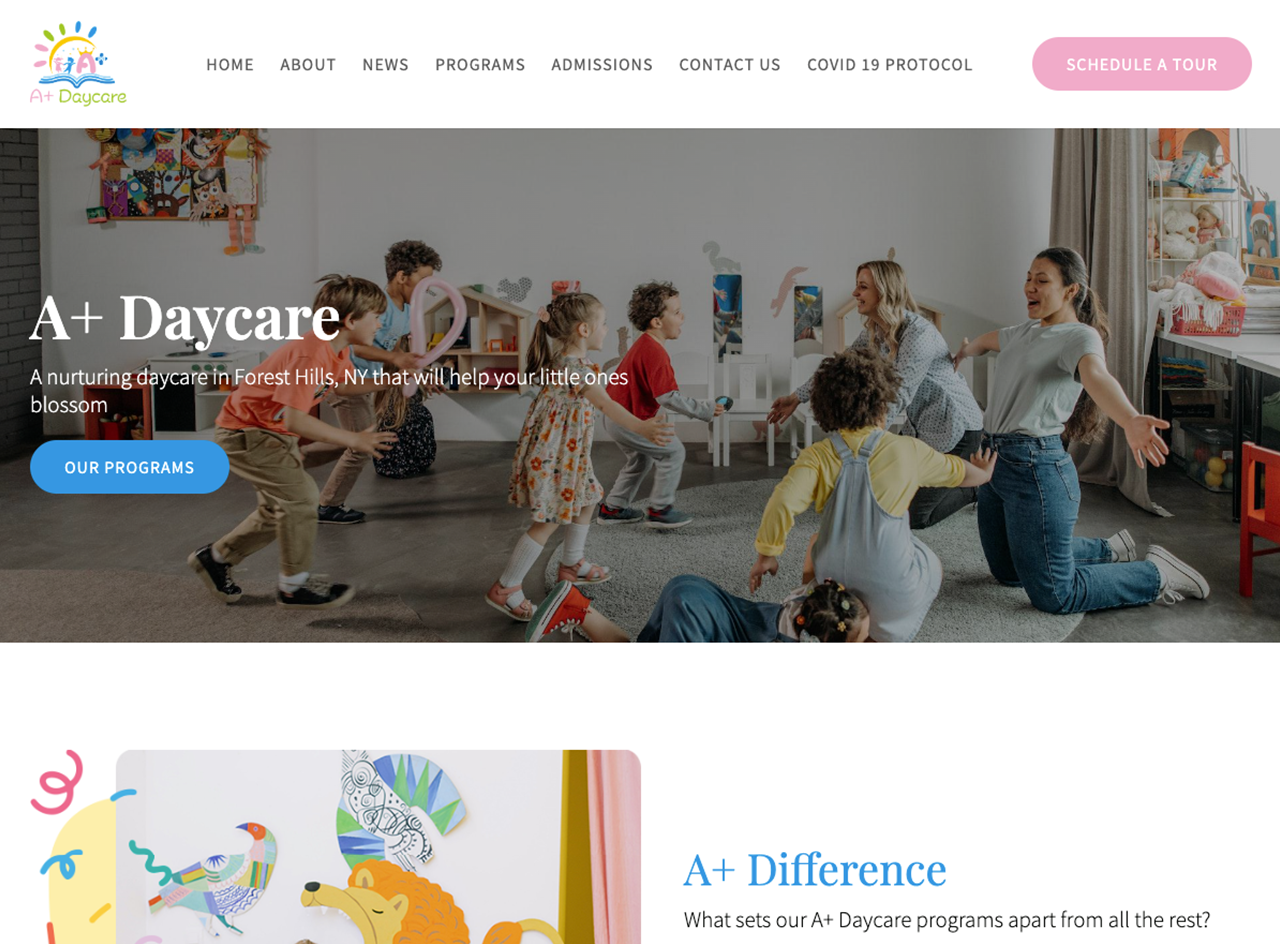 A+ Daycare
HOME ABOUT NEWS PROGRAMS ADMISSIONS CONTACT US COVID 19 PROTOCOL
SCHEDULE A TOUR
A+ Daycare
A nurturing daycare in Forest Hills, NY that will help your little ones
blossom
OUR PROGRAMS
A+ Difference
What sets our A+ Daycare programs apart from all the rest?